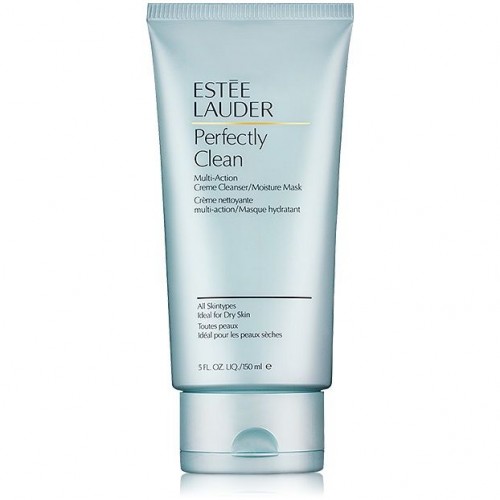 ESTĒE
LAUDER
Perfectly
Clean
Multi-Action
Creme Cleanser/Moisture Mask
Crème nettoyante
multi-action/Masque hydratant
All Skintypes
Ideal for Dry Skin
Toutes peaux
Idéal pour les peaux sèches
5 FL. OZ. LIQ./150 ml ℮